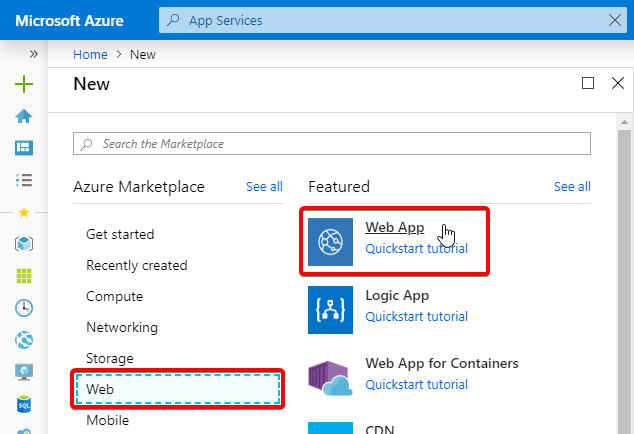 Microsoft Azure
App Services
Home > New
New
Search the Marketplace
Azure Marketplace
See all
Get started
Recently created
Compute
Networking
Storage
Web
Mobile
Featured
See all
Web App
Quickstart tutorial
Logic App
Quickstart tutorial
Web App for Containers
Quickstart tutorial
CDN
SQL